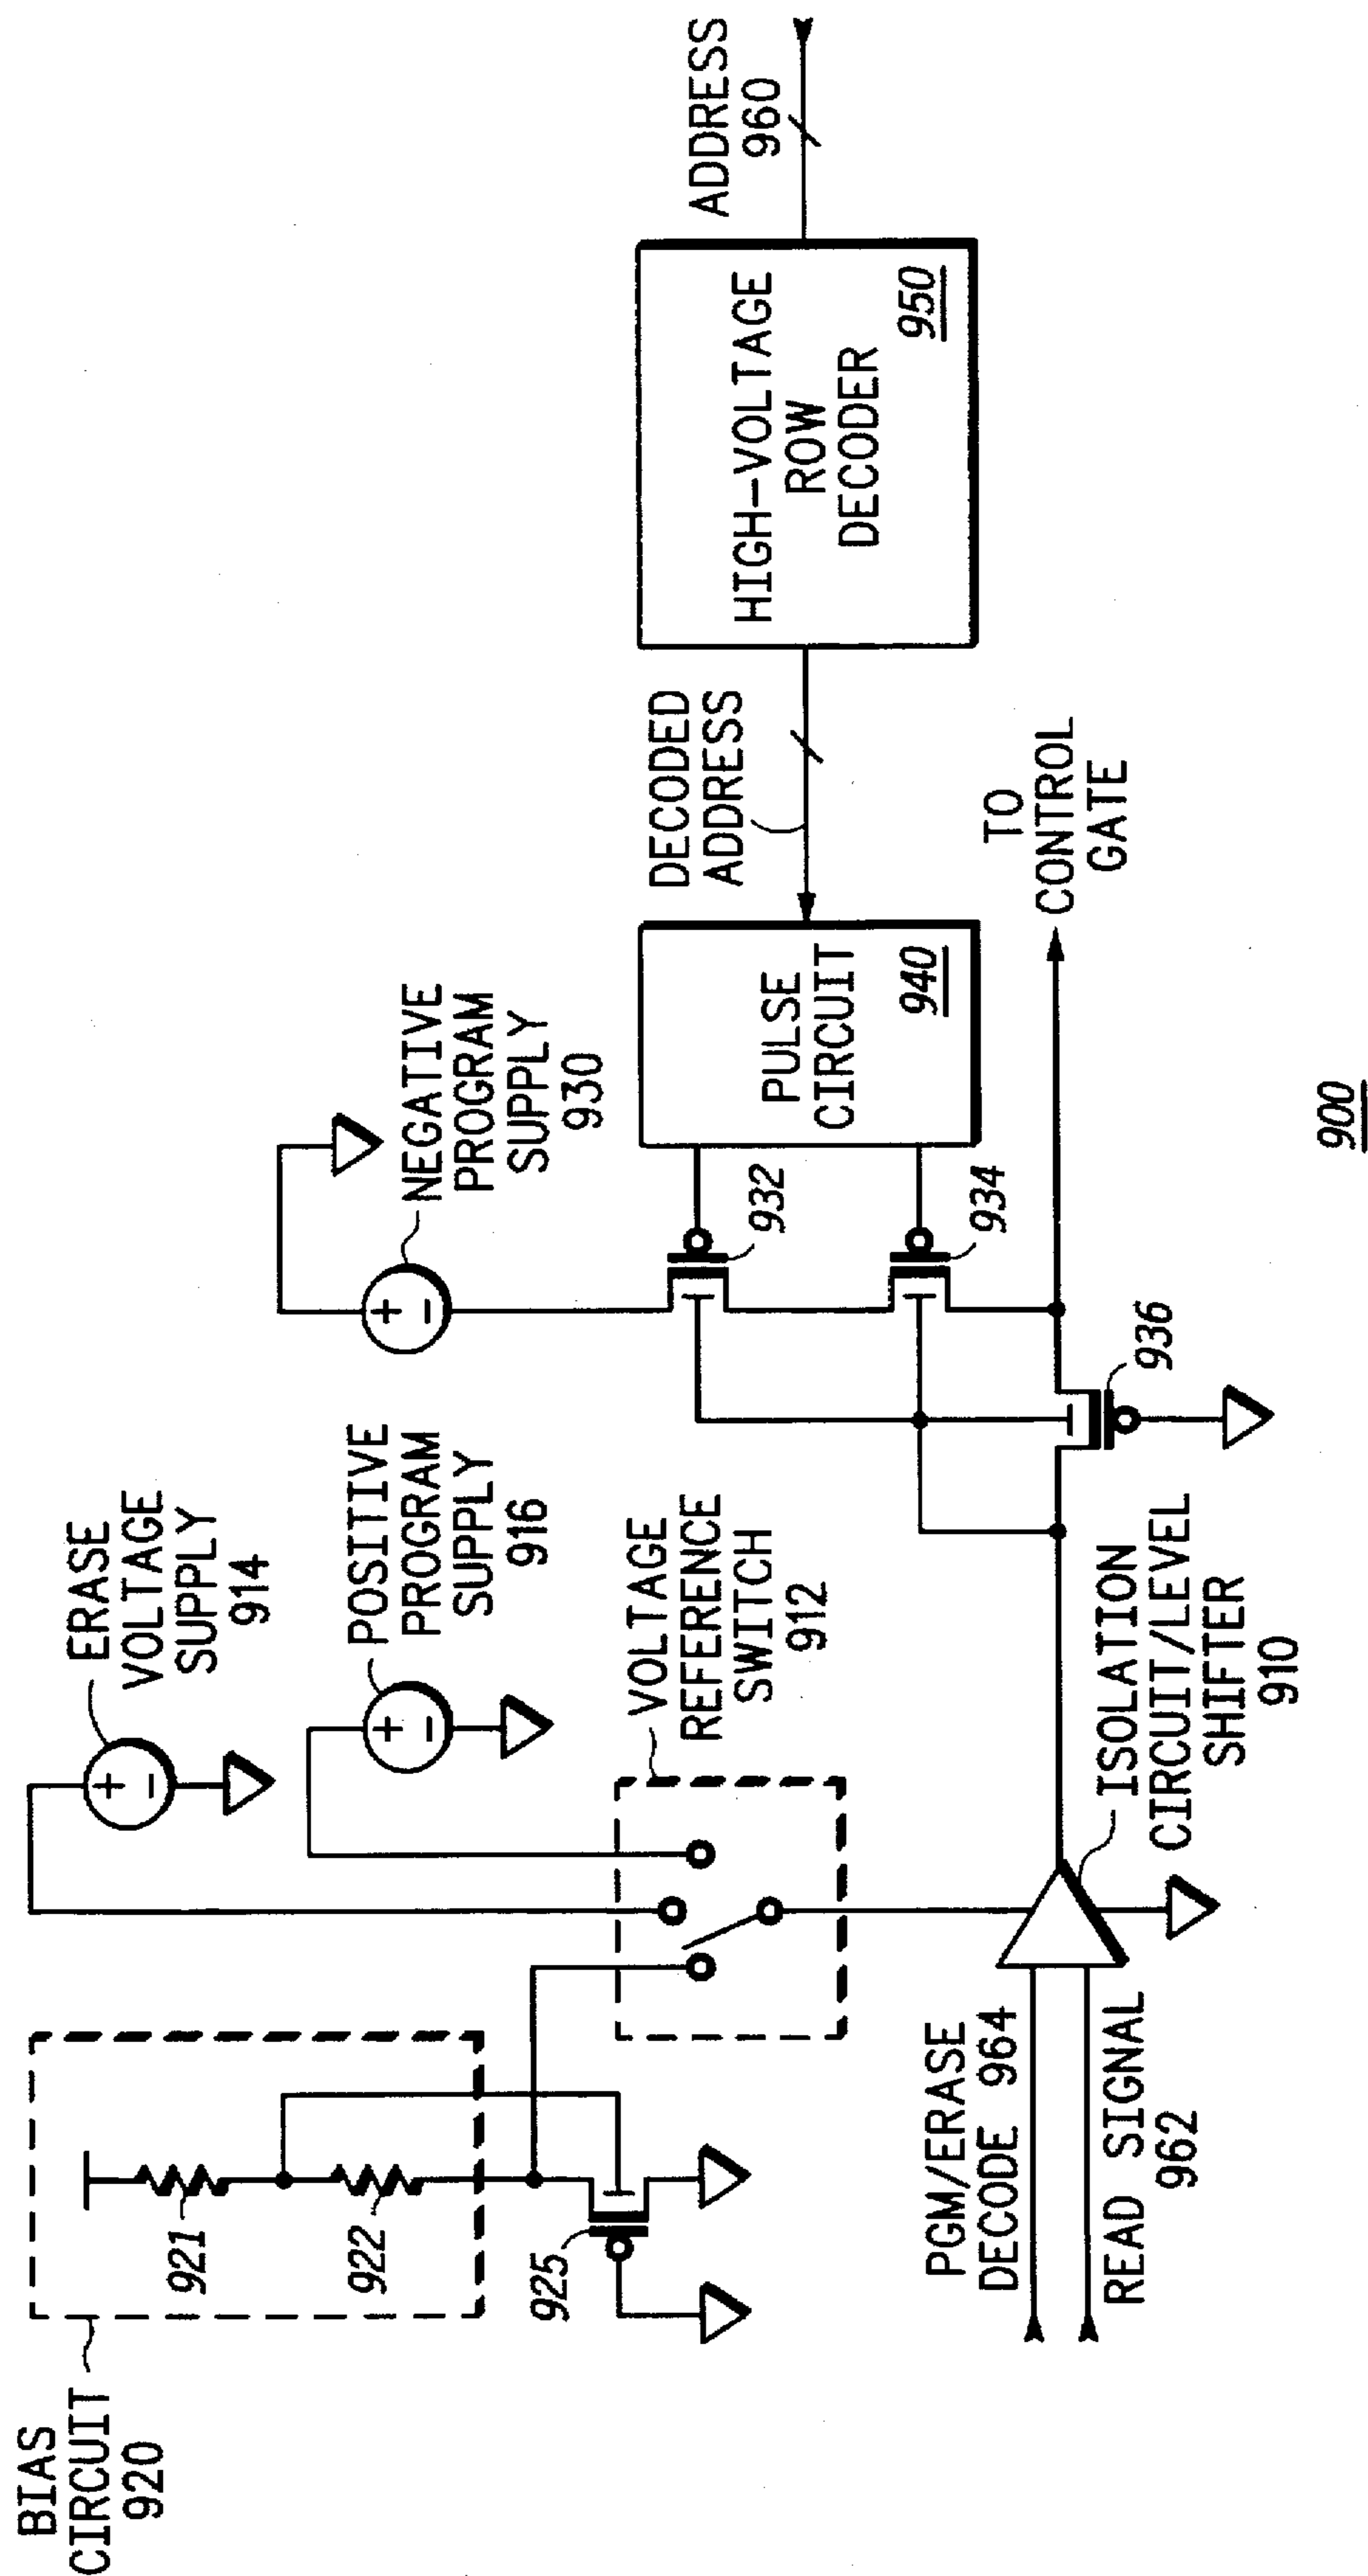 BIAS
CIRCUIT
920
921
922
925
ERASE
VOLTAGE
SUPPLY
914
POSITIVE
PROGRAM
SUPPLY
916
VOLTAGE
REFERENCE
SWITCH
912
NEGATIVE
PROGRAM
SUPPLY
930
932
934
936
PULSE
CIRCUIT
940
DECODED
ADDRESS
HIGH-VOLTAGE
ROW
DECODER
950
ADDRESS
960
TO
CONTROL
GATE
PGM/ERASE
DECODE 964
READ SIGNAL
962
ISOLATION
CIRCUIT/LEVEL
SHIFTER
910
900